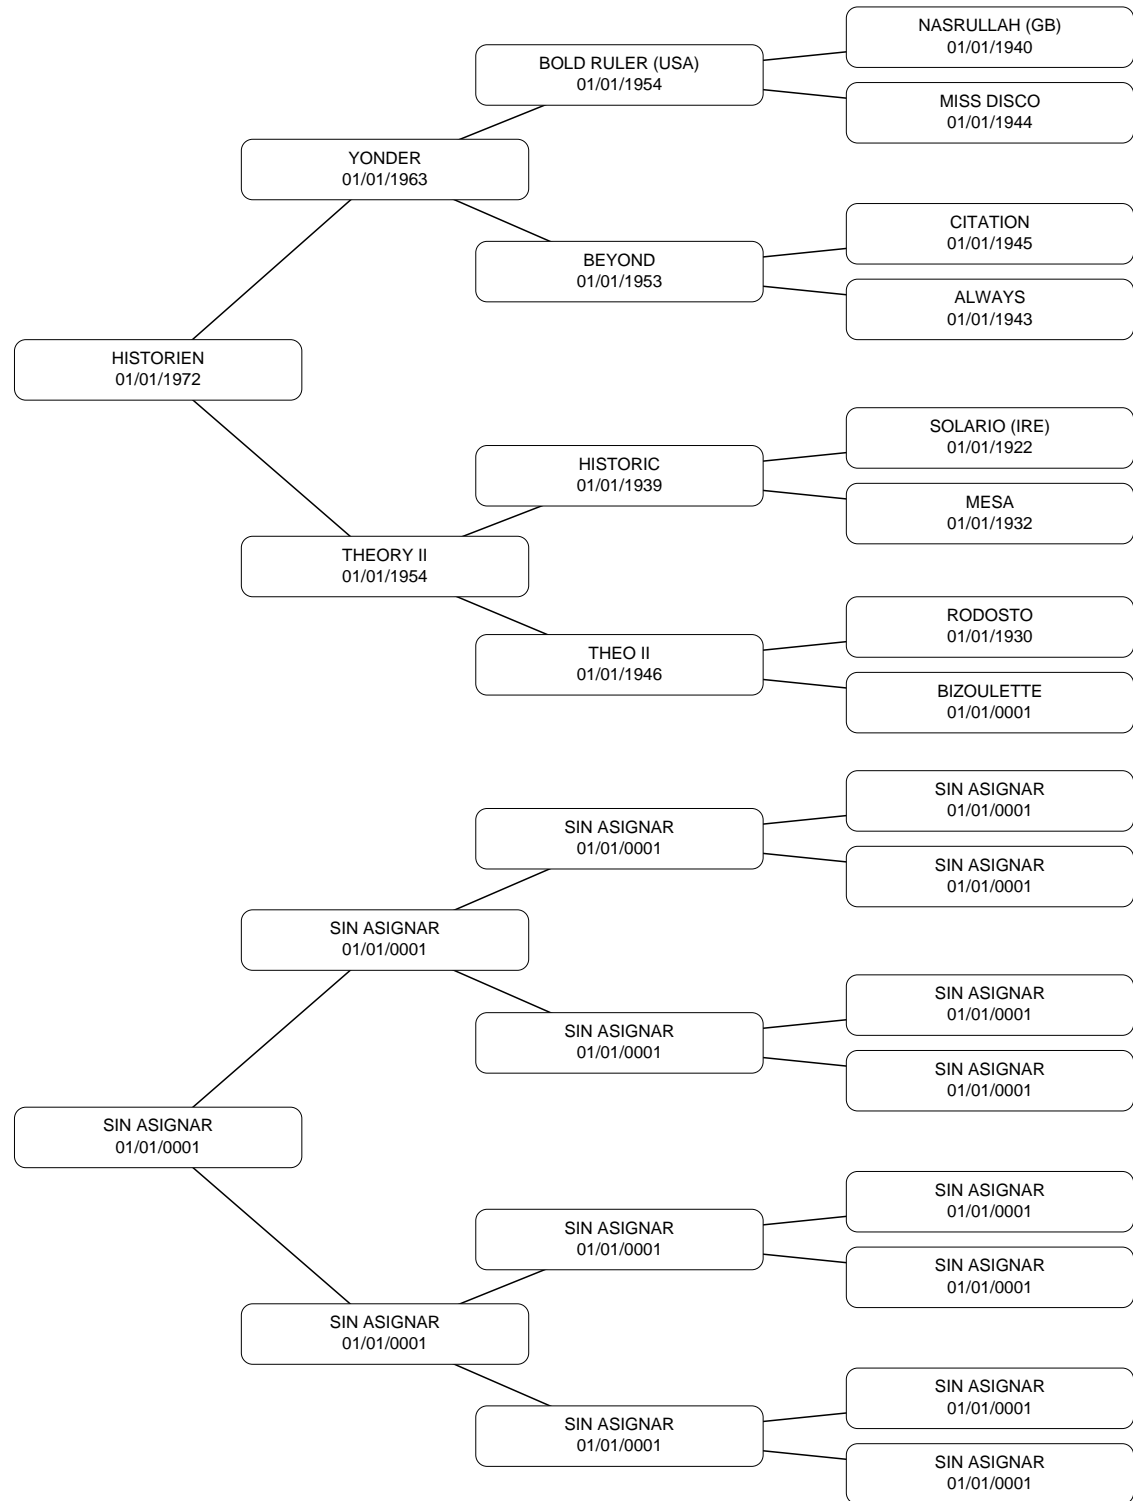 NASRULLAH (GB)
01/01/1940
BOLD RULER (USA)
01/01/1954
MISS DISCO
01/01/1944
YONDER
01/01/1963
CITATION
01/01/1945
BEYOND
01/01/1953
ALWAYS
01/01/1943
HISTORIEN
01/01/1972
SOLARIO (IRE)
01/01/1922
HISTORIC
01/01/1939
MESA
01/01/1932
THEORY II
01/01/1954
RODOSTO
01/01/1930
THEO II
01/01/1946
BIZOULETTE
01/01/0001
SIN ASIGNAR
01/01/0001
SIN ASIGNAR
01/01/0001
SIN ASIGNAR
01/01/0001
SIN ASIGNAR
01/01/0001
SIN ASIGNAR
01/01/0001
SIN ASIGNAR
01/01/0001
SIN ASIGNAR
01/01/0001
SIN ASIGNAR
01/01/0001
SIN ASIGNAR
01/01/0001
SIN ASIGNAR
01/01/0001
SIN ASIGNAR
01/01/0001
SIN ASIGNAR
01/01/0001
SIN ASIGNAR
01/01/0001
SIN ASIGNAR
01/01/0001
SIN ASIGNAR
01/01/0001